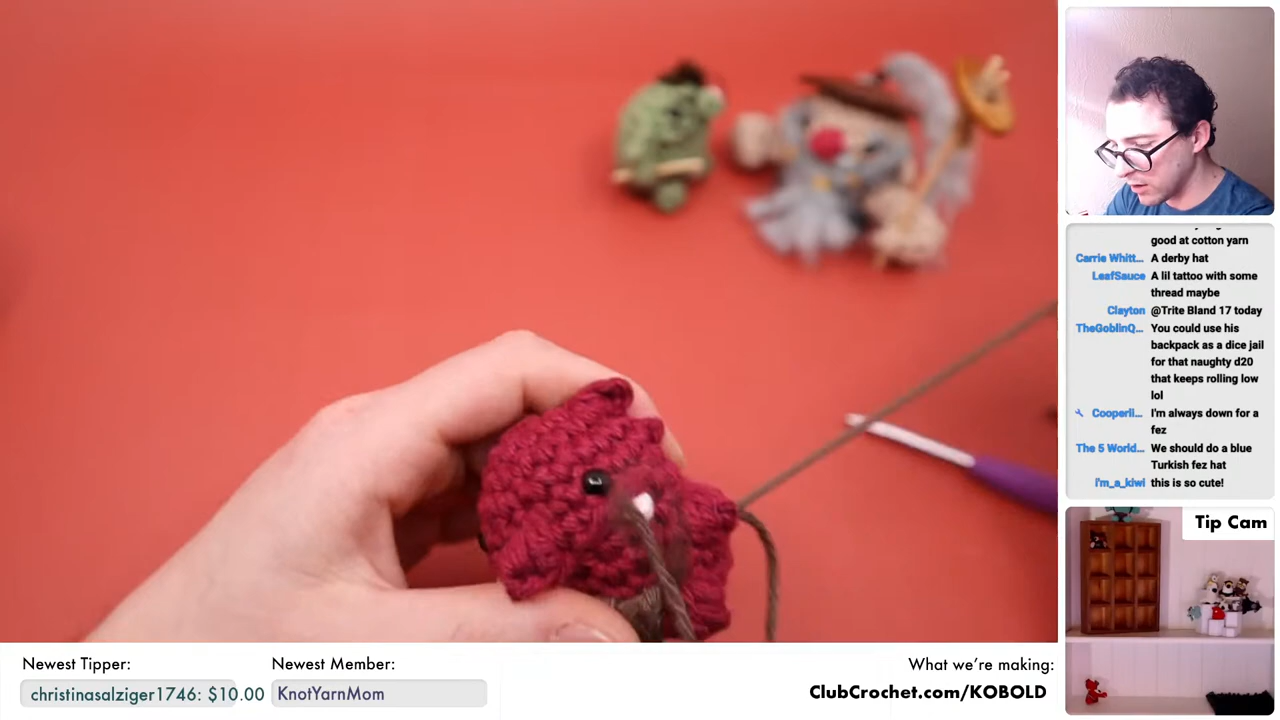 good at cotton yarn
Carrie Whitt... A derby hat
LeafSauce A lil tattoo with some
thread maybe
Clayton @Trite Bland 17 today
TheGoblinQ... You could use his
backpack as a dice jail
for that naughty d20
that keeps rolling low
lol
Cooperli... I'm always down for a
fez
The 5 World... We should do a blue
Turkish fez hat
i'm_a_kiwi this is so cute!
Tip Cam
Newest Tipper: Newest Member: What we're making:
christinasalziger1746: $10.00 KnotYarnMom ClubCrochet.com/KOBOLD